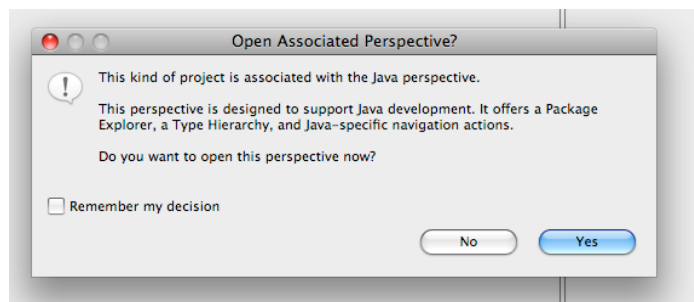 Open Associated Perspective?
This kind of project is associated with the Java perspective.
This perspective is designed to support Java development. It offers a Package
Explorer, a Type Hierarchy, and Java-specific navigation actions.
Do you want to open this perspective now?
Remember my decision
No
Yes